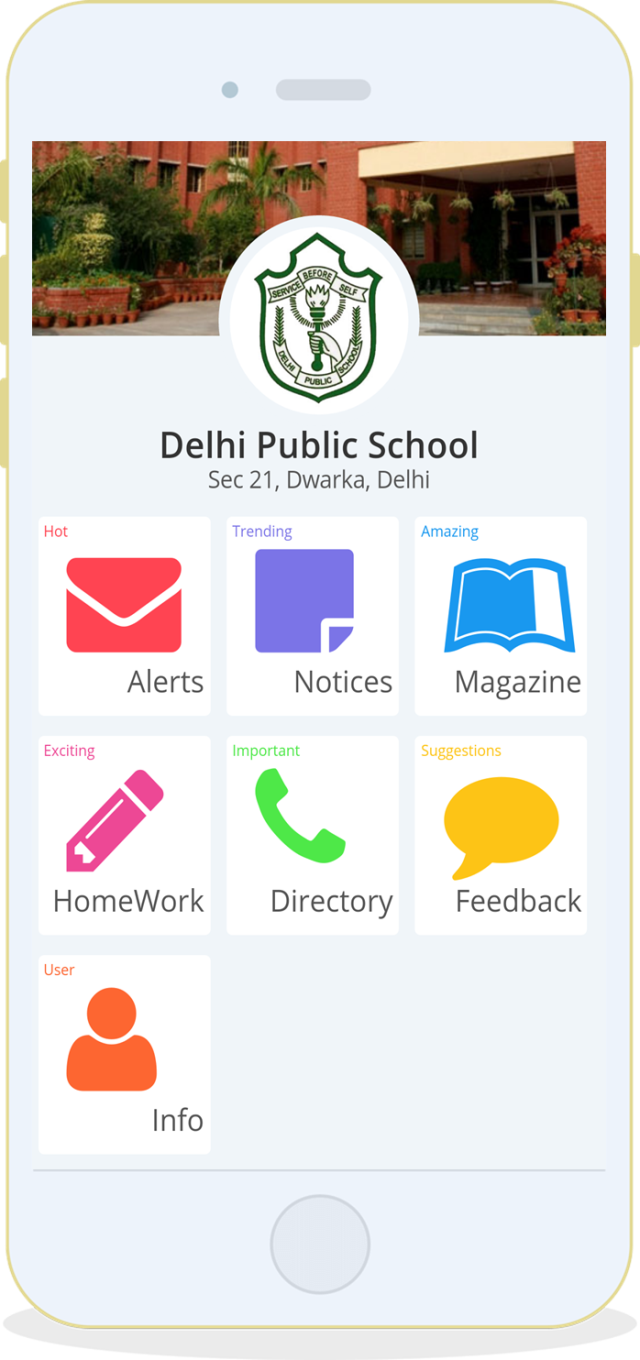 SERVICE BEFORE SELF
DELHI PUBLIC SCHOOL
Delhi Public School
Sec 21, Dwarka, Delhi
Hot
Alerts
Trending
Notices
Amazing
Magazine
Exciting
HomeWork
Important
Directory
Suggestions
Feedback
User
Info